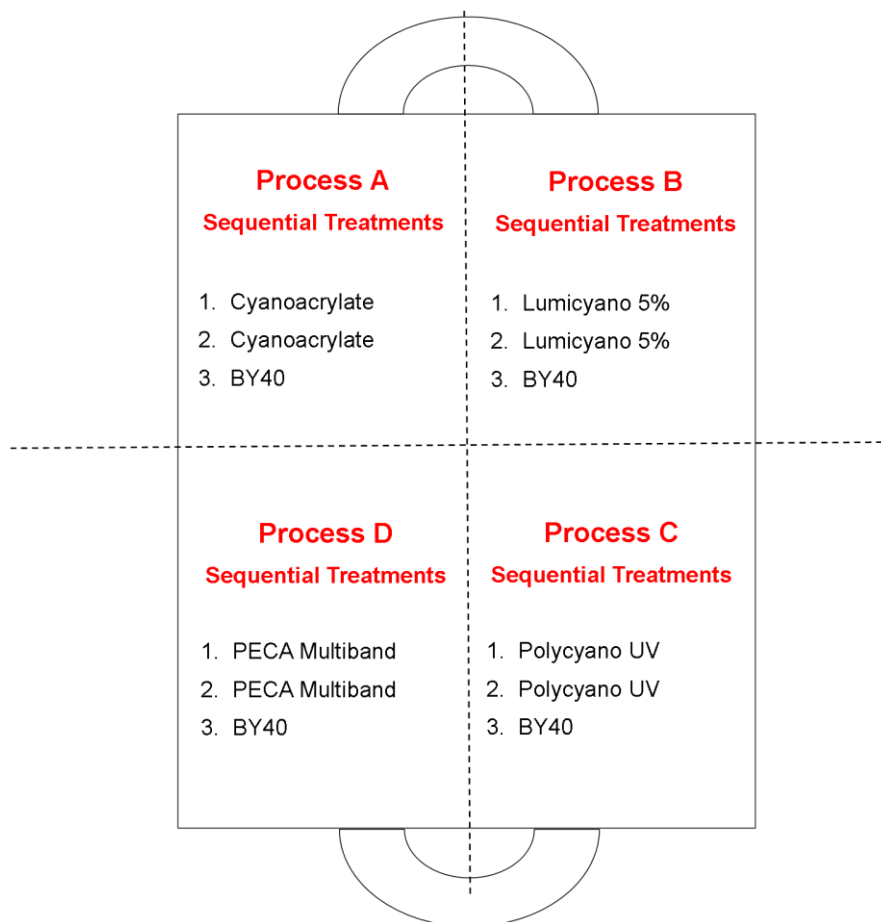 Process A
Sequential Treatments
1. Cyanoacrylate
2. Cyanoacrylate
3. BY40
Process B
Sequential Treatments
1. Lumicyano 5%
2. Lumicyano 5%
3. BY40
Process D
Sequential Treatments
1. PECA Multiband
2. PECA Multiband
3. BY40
Process C
Sequential Treatments
1. Polycyano UV
2. Polycyano UV
3. BY40